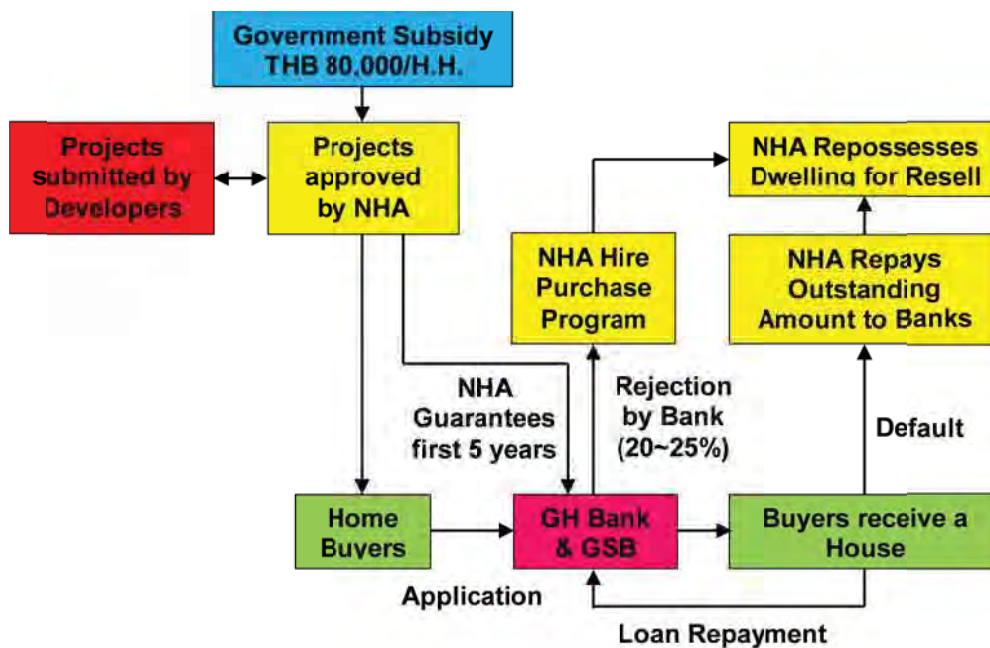 Government Subsidy
THB 80,000/H.H.
Projects
submitted by
Developers
Projects
approved
by NHA
NHA Repossesses
Dwelling for Resell
NHA Hire
Purchase
Program
NHA Repays
Outstanding
Amount to Banks
NHA
Guarantees
first 5 years
Rejection
by Bank
(20~25%)
Default
Home
Buyers
GH Bank
& GSB
Buyers receive a
House
Application
Loan Repayment